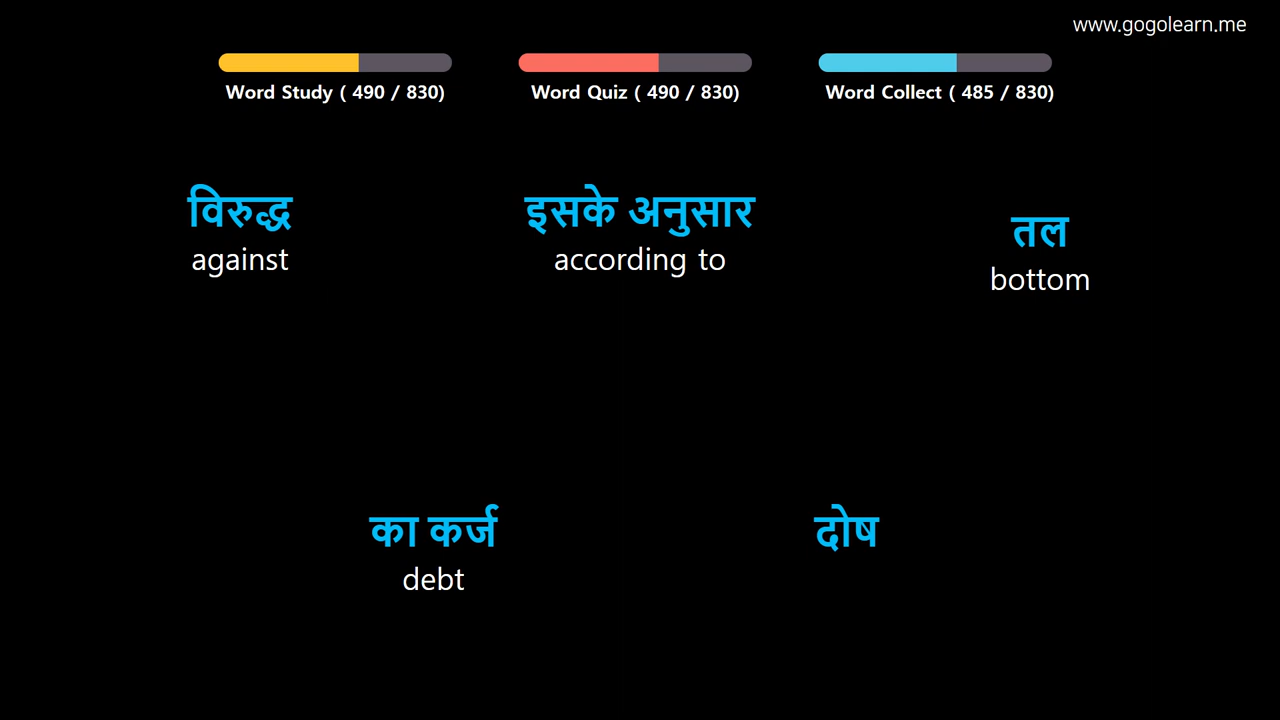 www.gogolearn.me
Word Study ( 490 / 830)
Word Quiz ( 490 / 830)
Word Collect ( 485 / 830)
विरुद्ध
against
इसके अनुसार
according to
तल
bottom
का कर्ज
debt
दोष